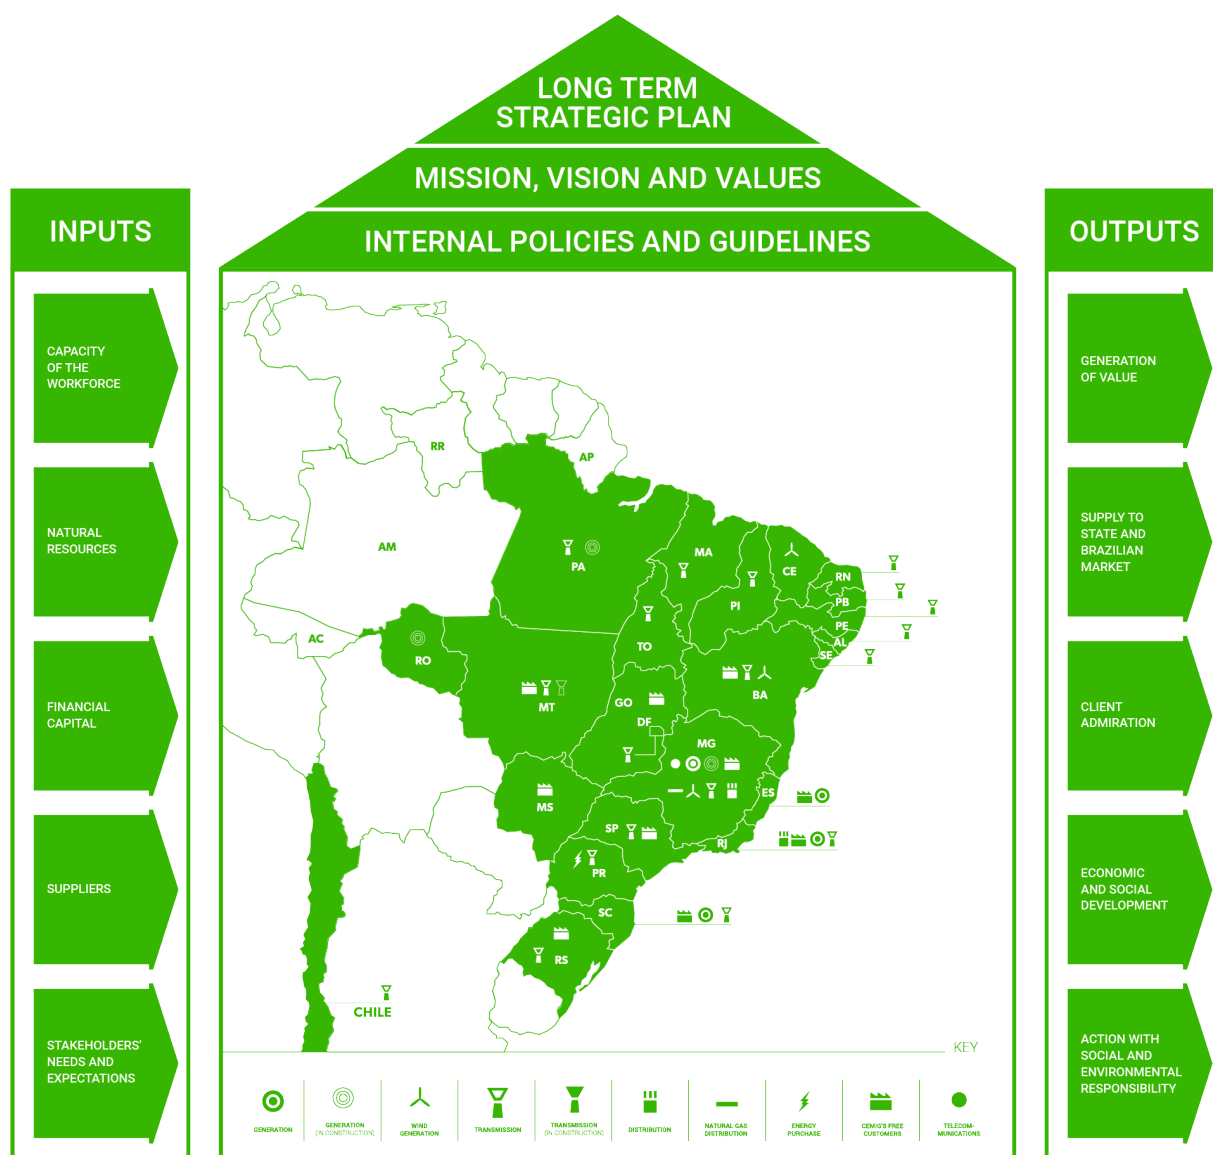 LONG TERM
STRATEGIC PLAN
MISSION, VISION AND VALUES
INTERNAL POLICIES AND GUIDELINES
INPUTS
CAPACITY
OF THE
WORKFORCE
NATURAL
RESOURCES
FINANCIAL
CAPITAL
SUPPLIERS
STAKEHOLDERS'
NEEDS AND
EXPECTATIONS
RR
AP
AM
PA
MA
CE
RN
PB
PI
PE
AL
SE
AC
RO
TO
BA
MT
GO
DF
MG
MS
ES
SP
RJ
PR
SC
RS
CHILE
KEY
GENERATION
GENERATION
(IN CONSTRUCTION)
WIND
GENERATION
TRANSMISSION
TRANSMISSION
(IN CONSTRUCTION)
DISTRIBUTION
NATURAL GAS
DISTRIBUTION
ENERGY
PURCHASE
CEMIG'S FREE
CUSTOMERS
TELECOM-
MUNICATIONS
OUTPUTS
GENERATION
OF VALUE
SUPPLY TO
STATE AND
BRAZILIAN
MARKET
CLIENT
ADMIRATION
ECONOMIC
AND SOCIAL
DEVELOPMENT
ACTION WITH
SOCIAL AND
ENVIRONMENTAL
RESPONSIBILITY